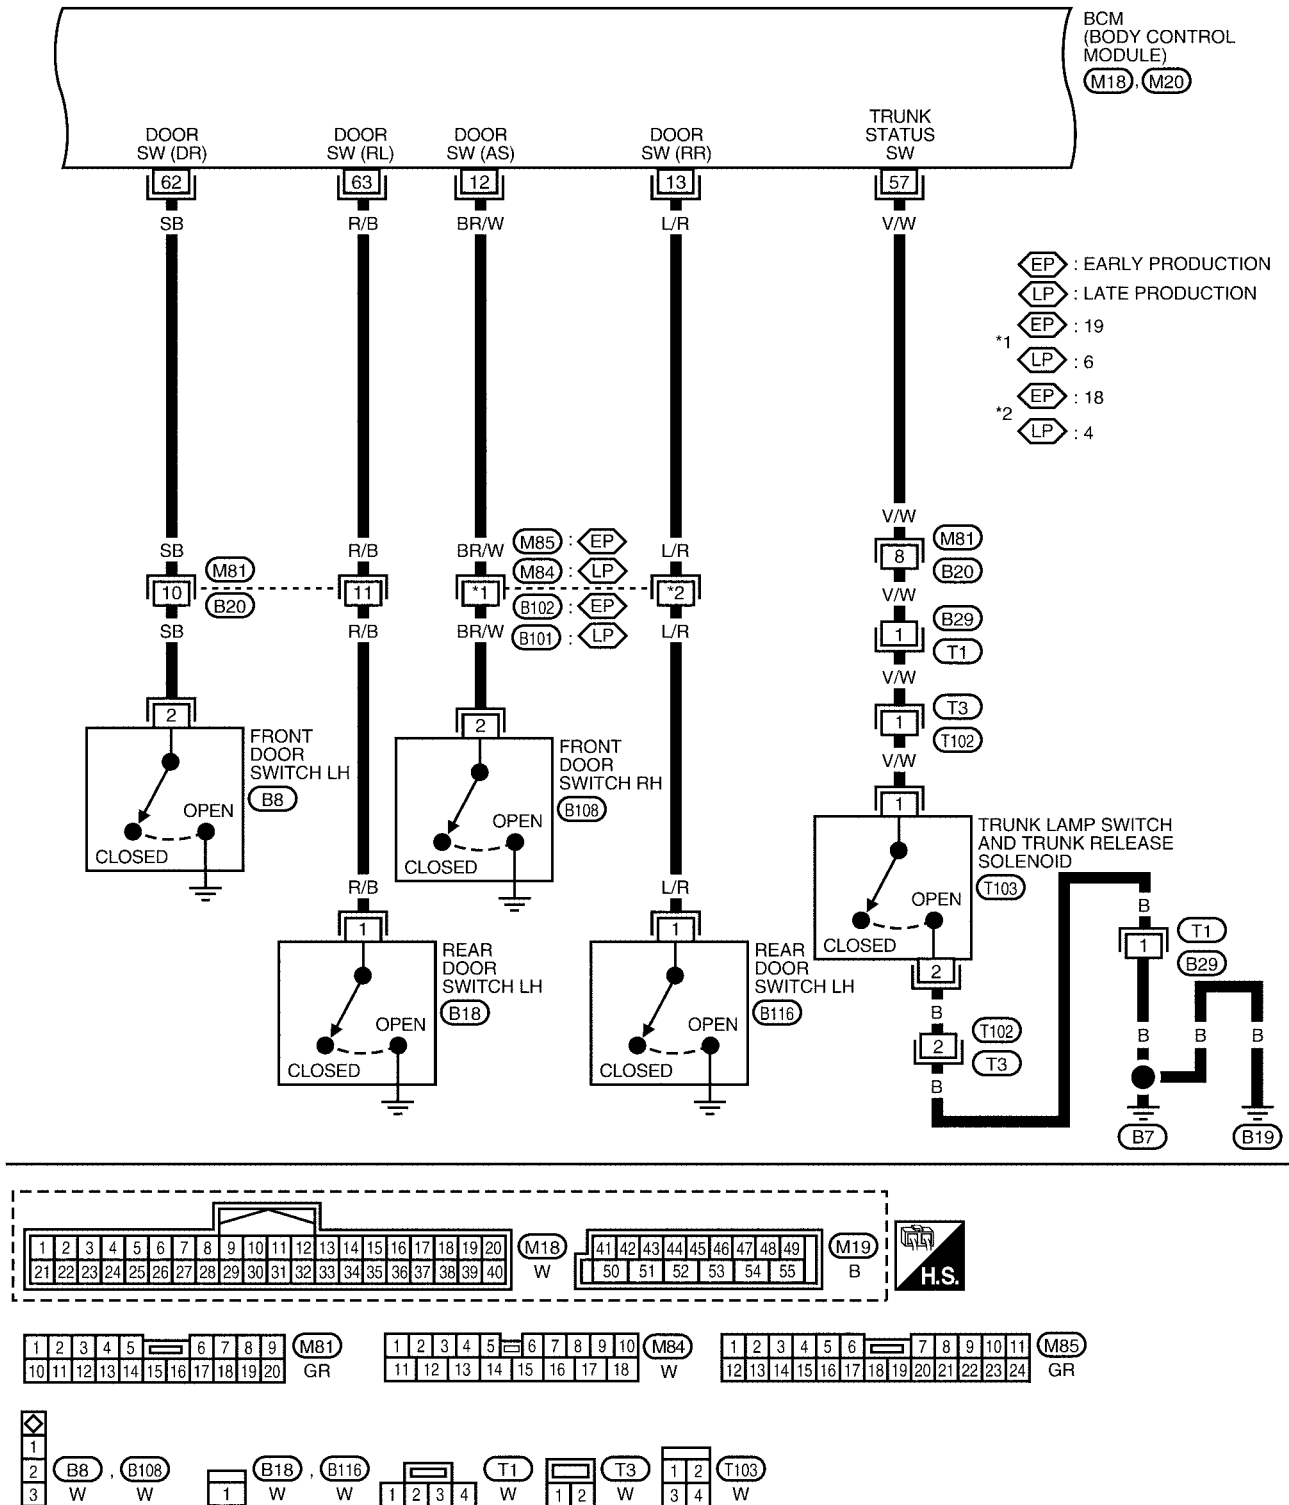 BCM
(BODY CONTROL
MODULE)
M18, M20
DOOR SW (DR)
DOOR SW (RL)
DOOR SW (AS)
DOOR SW (RR)
TRUNK STATUS SW
62 63 12 13 57
SB R/B BR/W L/R V/W
EP : EARLY PRODUCTION
LP : LATE PRODUCTION
*1 EP : 19
LP : 6
*2 EP : 18
LP : 4
V/W
SB R/B BR/W L/R
M85 : EP
M84 : LP
B102 : EP
B101 : LP
M81
B20
10 11 *1 *2
8
M81
B20
SB R/B BR/W L/R
V/W
1
B29
T1
V/W
1
T3
T102
V/W
2
FRONT
DOOR
SWITCH LH
B8
OPEN
CLOSED
2
FRONT
DOOR
SWITCH RH
B108
OPEN
CLOSED
1
TRUNK LAMP SWITCH
AND TRUNK RELEASE
SOLENOID
T103
OPEN
CLOSED
2
R/B
1
REAR
DOOR
SWITCH LH
B18
OPEN
CLOSED
L/R
1
REAR
DOOR
SWITCH LH
B116
OPEN
CLOSED
B
2
T102
T3
B
B
1
T1
B29
B B B
B7
B19
1 2 3 4 5 6 7 8 9 10 11 12 13 14 15 16 17 18 19 20
21 22 23 24 25 26 27 28 29 30 31 32 33 34 35 36 37 38 39 40
M18
W
41 42 43 44 45 46 47 48 49
50 51 52 53 54 55
M19
B
H.S.
1 2 3 4 5 6 7 8 9
10 11 12 13 14 15 16 17 18 19 20
M81
GR
1 2 3 4 5 6 7 8 9 10
11 12 13 14 15 16 17 18
M84
W
1 2 3 4 5 6 7 8 9 10 11
12 13 14 15 16 17 18 19 20 21 22 23 24
M85
GR
1
2
3
B8, B108
W W
1
B18, B116
W W
1 2 3 4
T1
W
1 2
T3
W
1 2
3 4
T103
W